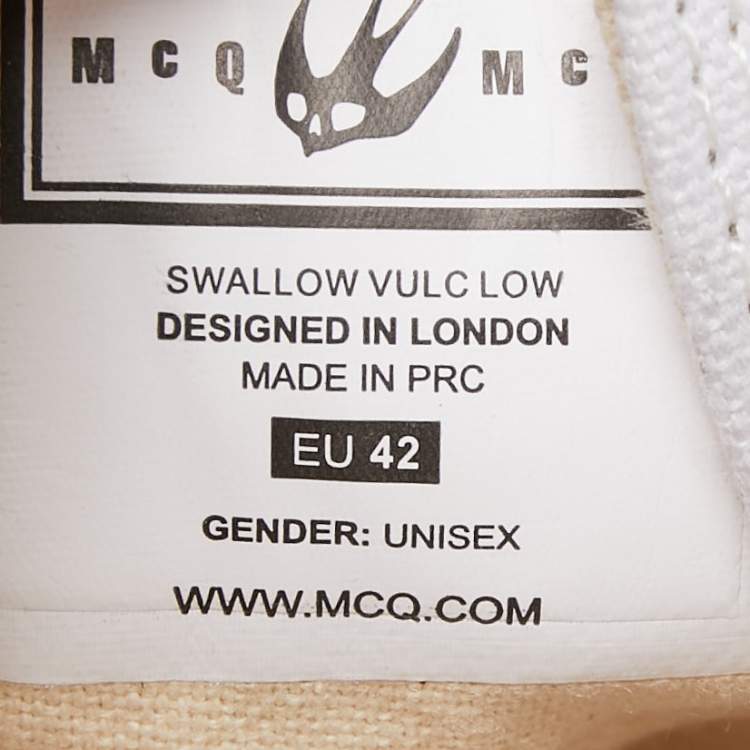 MCQ MC
SWALLOW VULC LOW
DESIGNED IN LONDON
MADE IN PRC
EU 42
GENDER: UNISEX
WWW.MCQ.COM